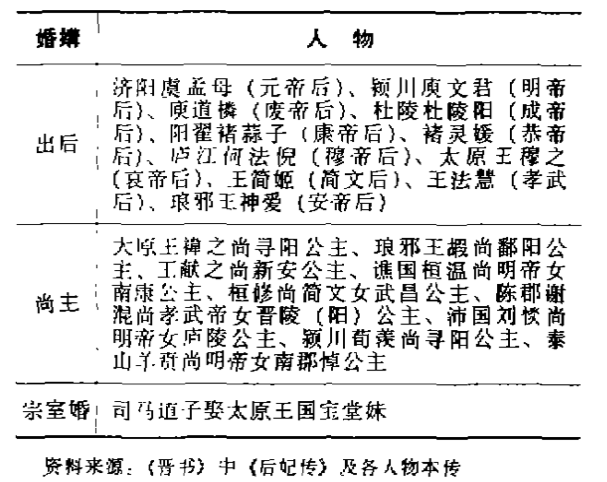 婚媾 人 物
济阳虞孟母（元帝后）、颍川庾文君（明帝
后）、庾道怜（废帝后）、杜陵杜陵阳（成帝
出后 后）、阳翟褚蒜子（康帝后）、褚灵媛（恭帝
后）、庐江何法倪（穆帝后）、太原王穆之
（哀帝后）、王简姬（简文后）、王法慧（孝武
后）、琅邪王神爱（安帝后）
太原王祎之尚寻阳公主、琅邪王嘏尚鄱阳公
主、王献之尚新安公主、谯国桓温尚明帝女
尚主 南康公主、桓修尚简文女武昌公主、陈郡谢
混尚孝武帝女晋陵（阳）公主、沛国刘惔尚
明帝女庐陵公主、颍川荀羡尚寻阳公主、泰
山羊贲尚明帝女南郡悼公主
宗室婚 司马道子娶太原王国宝堂妹
资料来源：《晋书》中《后妃传》及各人物本传